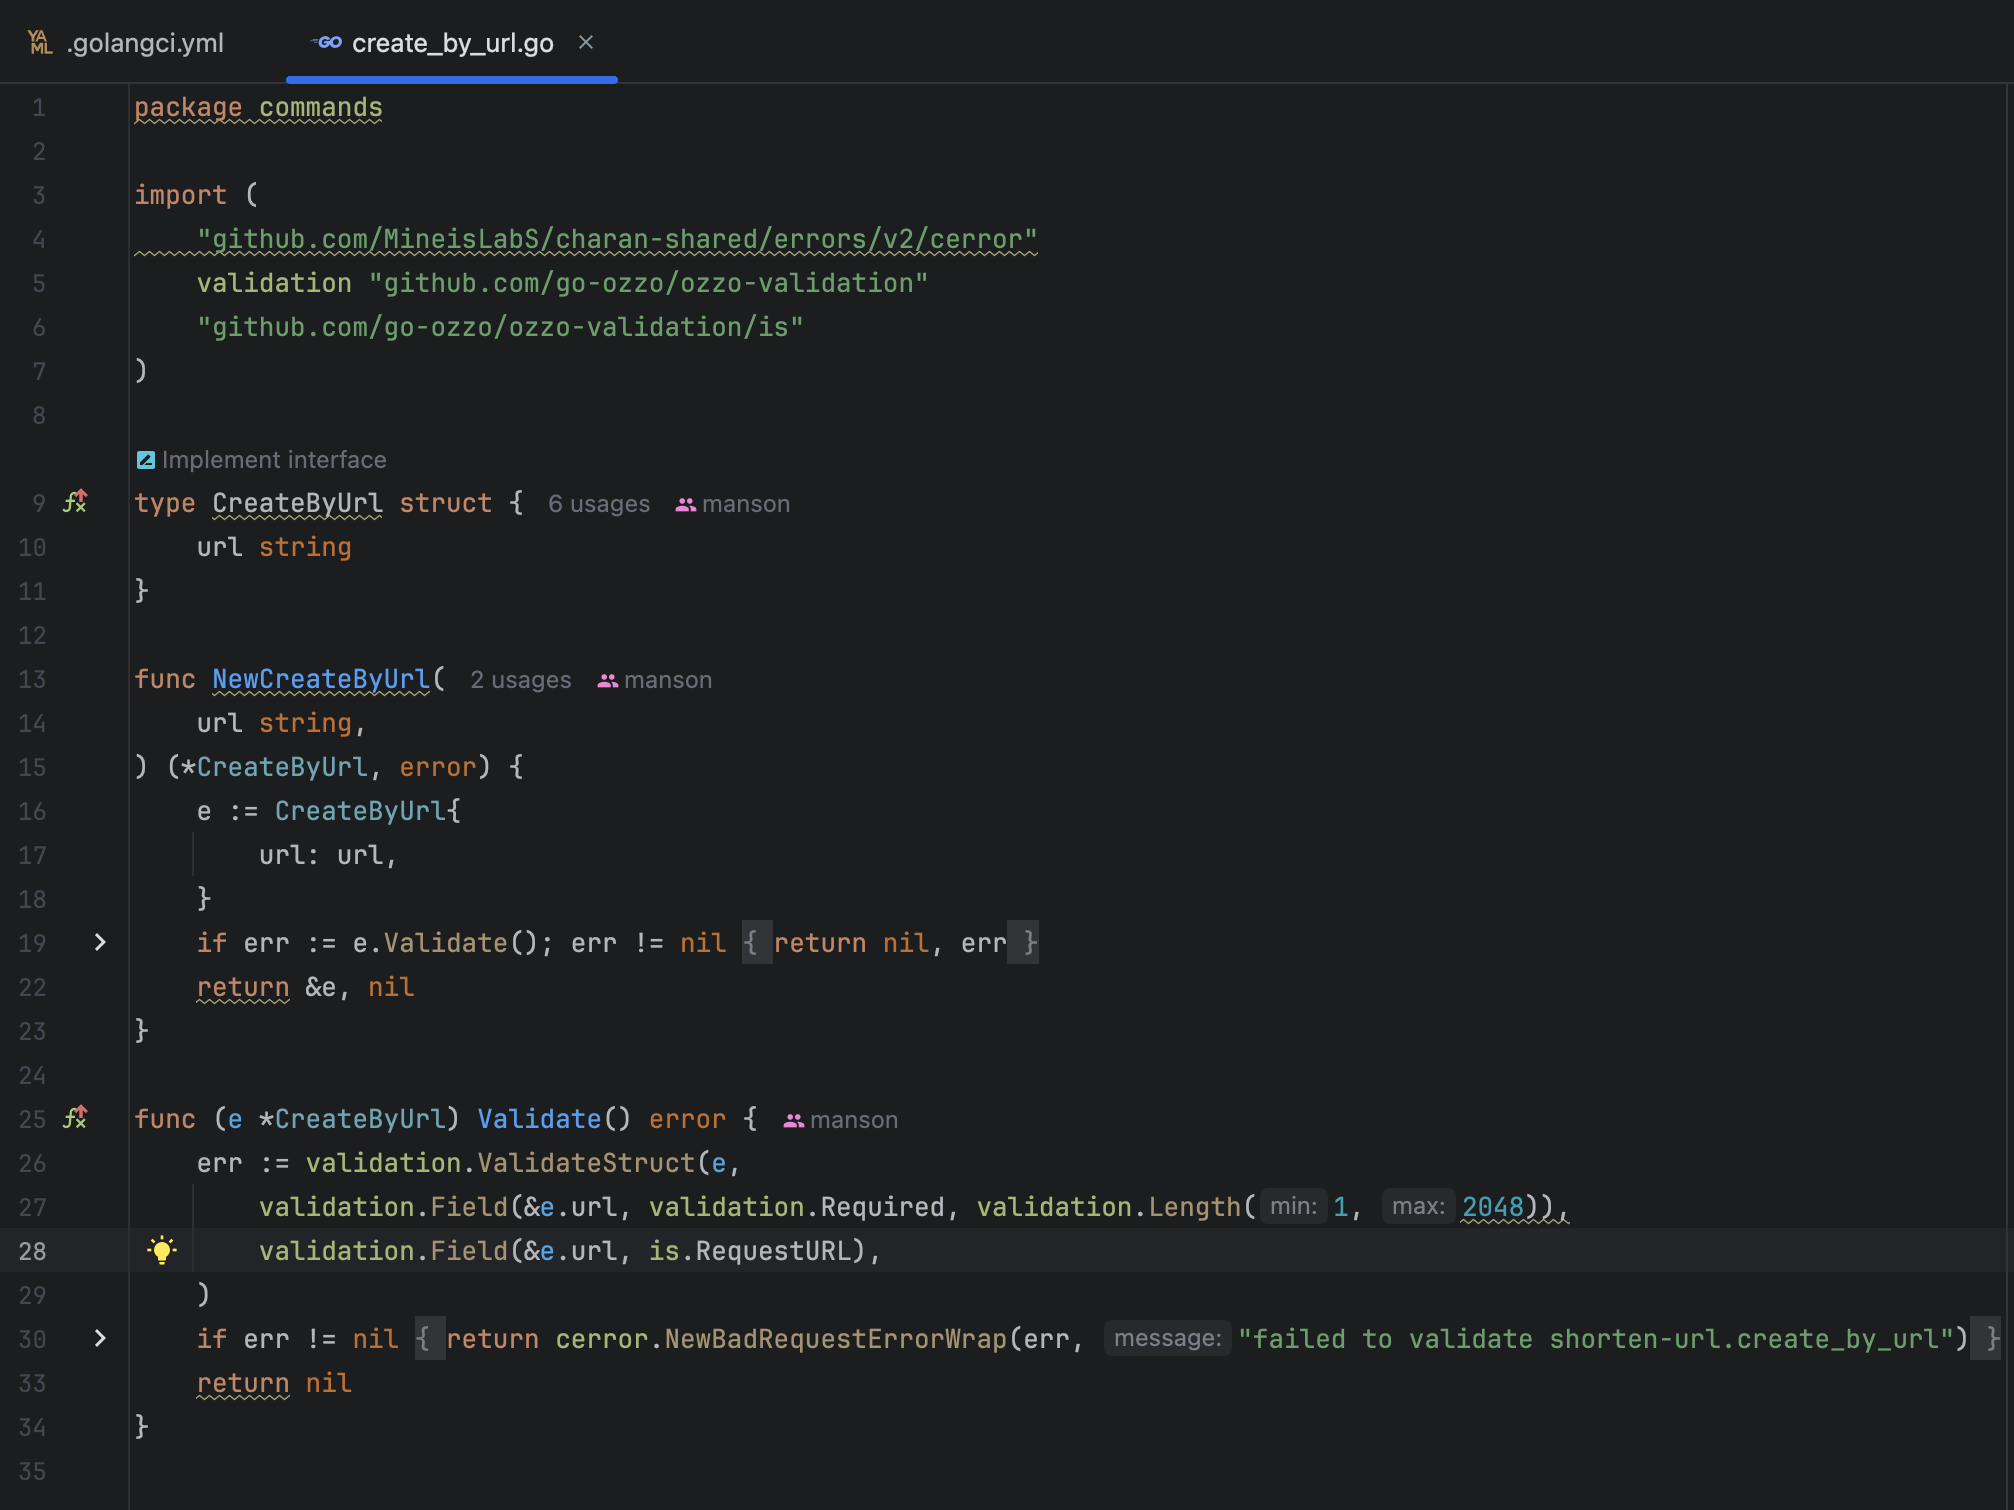 YAML .golangci.yml GO create_by_url.go ×
1 package commands
2
3 import (
4 "github.com/MineisLabS/charan-shared/errors/v2/cerror"
5 validation "github.com/go-ozzo/ozzo-validation"
6 "github.com/go-ozzo/ozzo-validation/is"
7 )
8
Implement interface
9 type CreateByUrl struct { 6 usages manson
10 url string
11 }
12
13 func NewCreateByUrl( 2 usages manson
14 url string,
15 ) (*CreateByUrl, error) {
16 e := CreateByUrl{
17 url: url,
18 }
19 if err := e.Validate(); err != nil { return nil, err }
22 return &e, nil
23 }
24
25 func (e *CreateByUrl) Validate() error { manson
26 err := validation.ValidateStruct(e,
27 validation.Field(&e.url, validation.Required, validation.Length( min: 1, max: 2048)),
28 validation.Field(&e.url, is.RequestURL),
29 )
30 if err != nil { return cerror.NewBadRequestErrorWrap(err, message: "failed to validate shorten-url.create_by_url") }
33 return nil
34 }
35